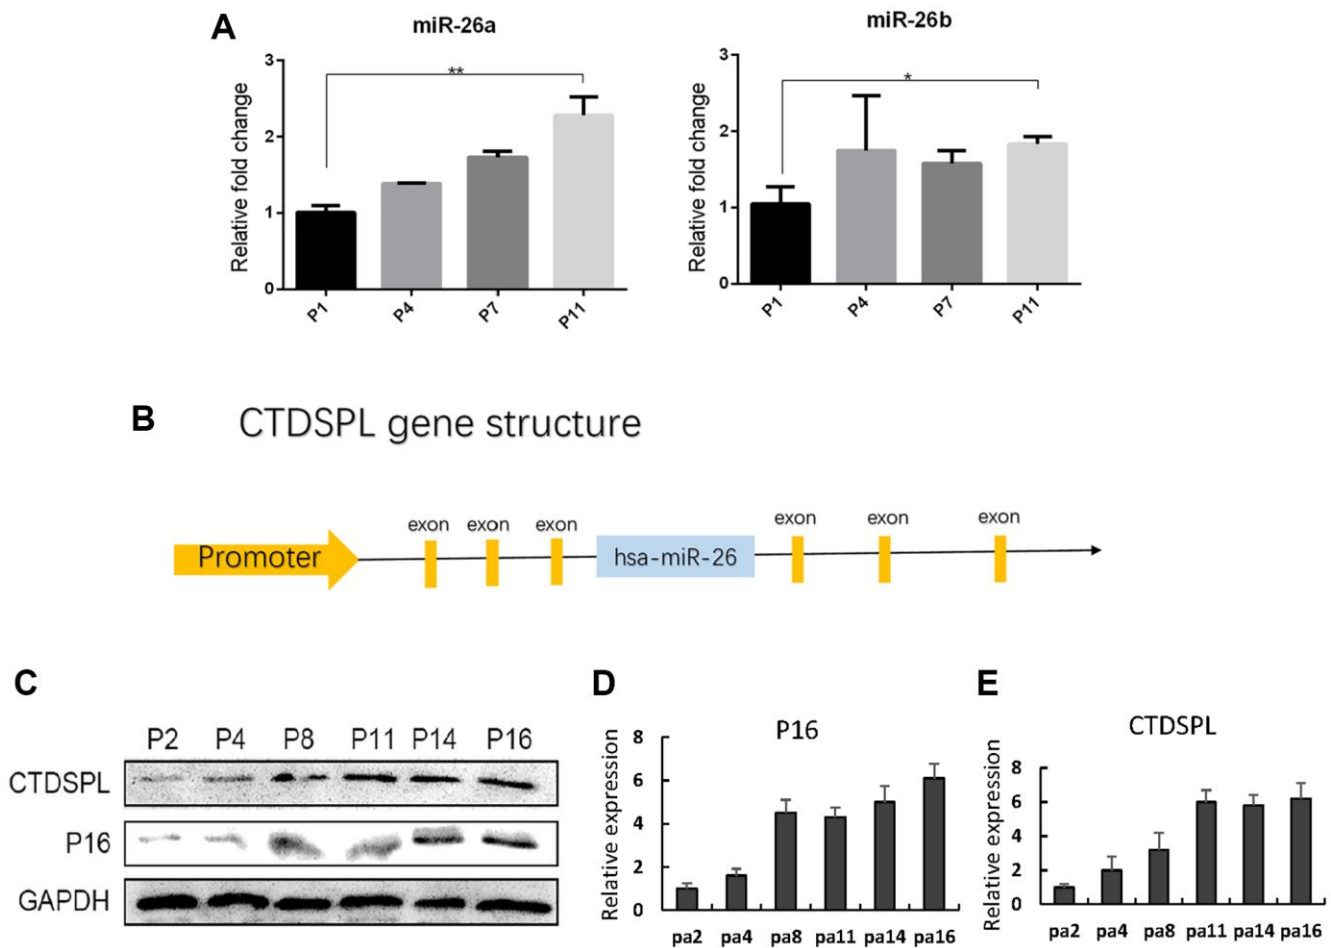 A
miR-26a
Relative fold change
3
2
1
0
**
P1 P4 P7 P11
miR-26b
Relative fold change
3
2
1
0
*
P1 P4 P7 P11
B
CTDSPL gene structure
Promoter
exon exon exon
hsa-miR-26
exon exon exon
C
P2 P4 P8 P11 P14 P16
CTDSPL
P16
GAPDH
D
P16
Relative expression
8
6
4
2
0
pa2 pa4 pa8 pa11 pa14 pa16
E
CTDSPL
Relative expression
8
6
4
2
0
pa2 pa4 pa8 pa11 pa14 pa16